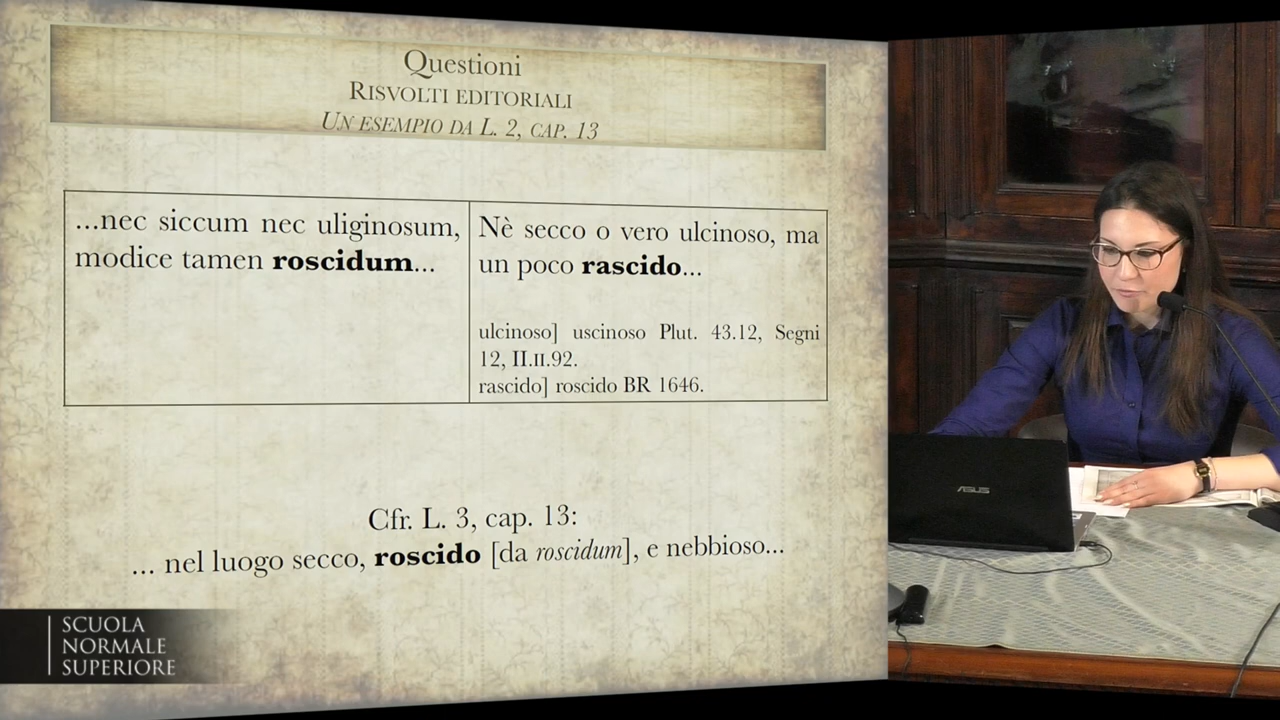 Questioni
RISVOLTI EDITORIALI
UN ESEMPIO DA L. 2, CAP. 13
...nec siccum nec uliginosum,
modice tamen roscidum...
Nè secco o vero ulcinoso, ma
un poco rascido...
ulcinoso] uscinoso Plut. 43.12, Segni
12, II.II.92.
rascido] roscido BR 1646.
Cfr. L. 3, cap. 13:
... nel luogo secco, roscido [da roscidum], e nebbioso...
SCUOLA
NORMALE
SUPERIORE
ASUS